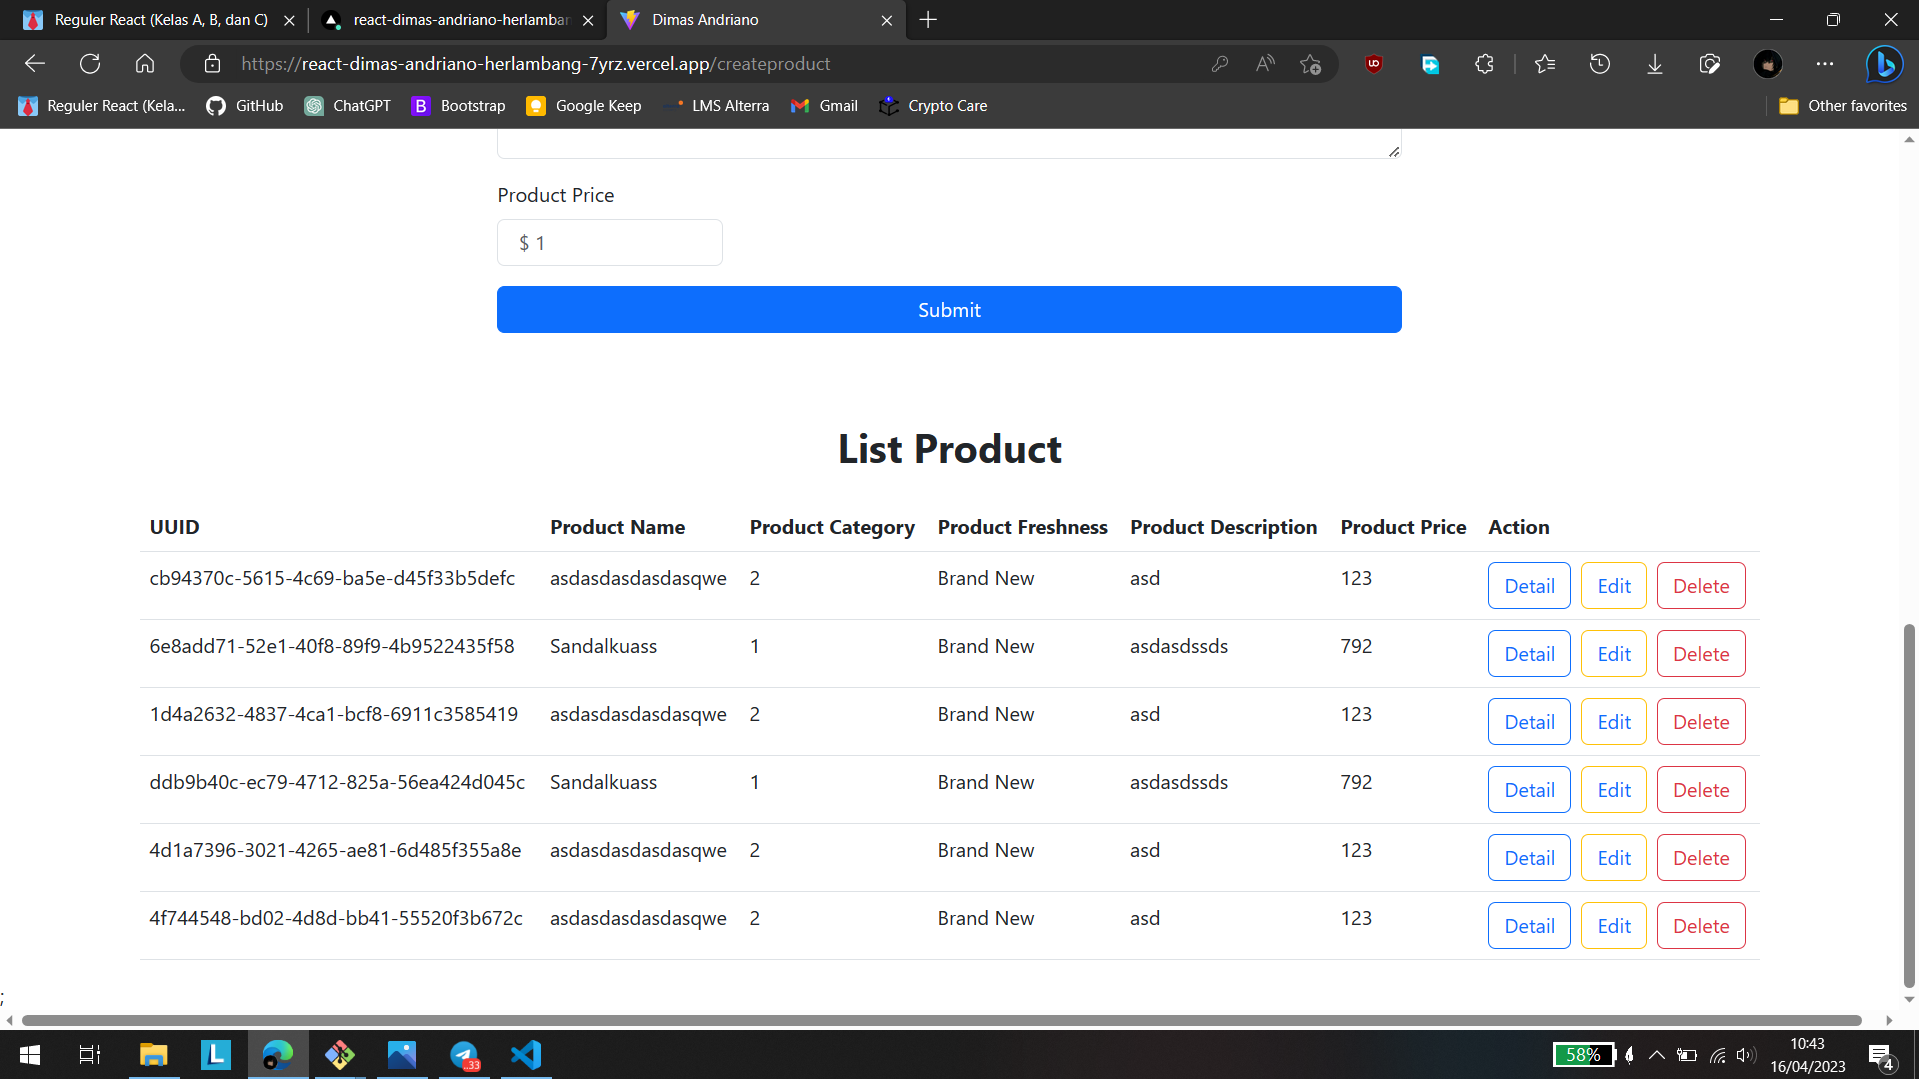 Reguler React (Kelas A, B, dan C)
react-dimas-andriano-herlamban
Dimas Andriano
https://react-dimas-andriano-herlambang-7yrz.vercel.app/createproduct
Reguler React (Kela... GitHub ChatGPT B Bootstrap Google Keep LMS Alterra Gmail Crypto Care Other favorites
Product Price
$ 1
Submit
List Product
UUID Product Name Product Category Product Freshness Product Description Product Price Action
cb94370c-5615-4c69-ba5e-d45f33b5defc asdasdasdasdasqwe 2 Brand New asd 123 Detail Edit Delete
6e8add71-52e1-40f8-89f9-4b9522435f58 Sandalkuass 1 Brand New asdasdssds 792 Detail Edit Delete
1d4a2632-4837-4ca1-bcf8-6911c3585419 asdasdasdasdasqwe 2 Brand New asd 123 Detail Edit Delete
ddb9b40c-ec79-4712-825a-56ea424d045c Sandalkuass 1 Brand New asdasdssds 792 Detail Edit Delete
4d1a7396-3021-4265-ae81-6d485f355a8e asdasdasdasdasqwe 2 Brand New asd 123 Detail Edit Delete
4f744548-bd02-4d8d-bb41-55520f3b672c asdasdasdasdasqwe 2 Brand New asd 123 Detail Edit Delete
;
L ..33 58% 10:43
16/04/2023 4